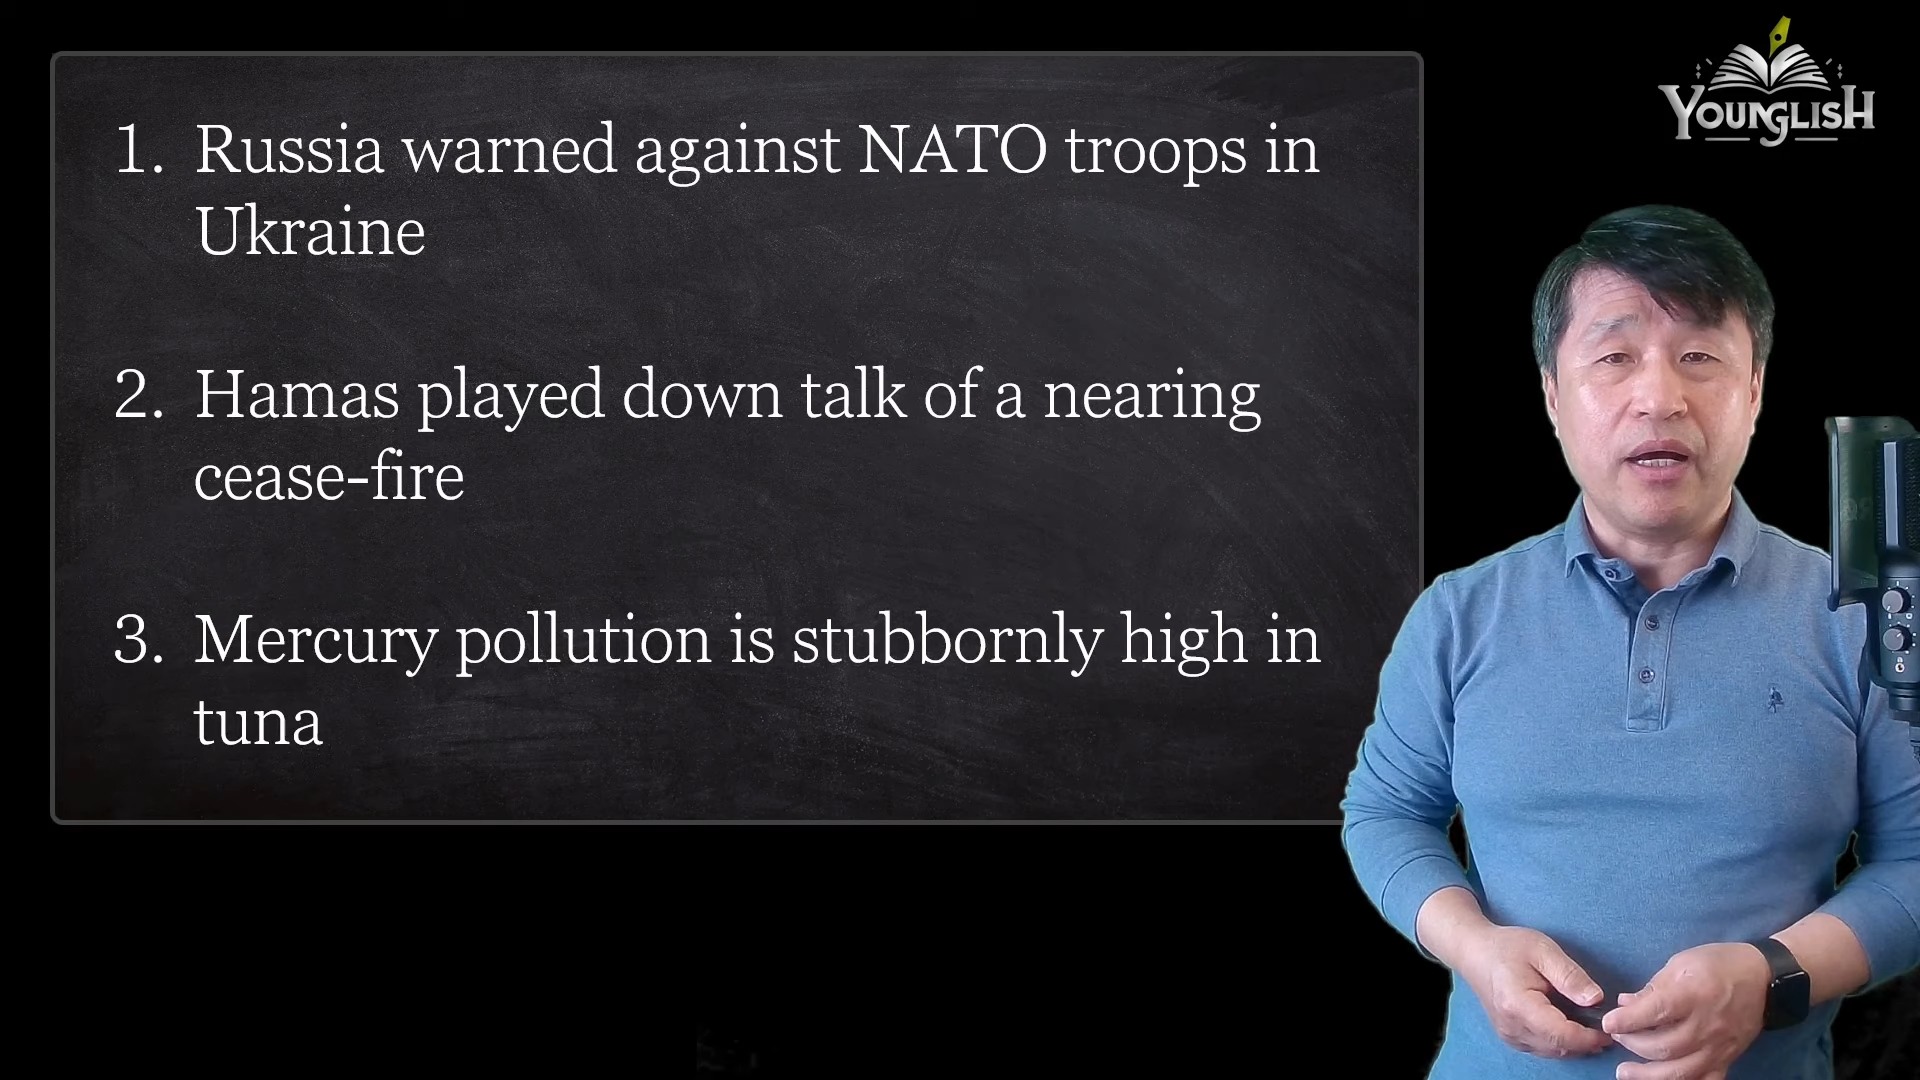 YOUNGLISH
1. Russia warned against NATO troops in
Ukraine
2. Hamas played down talk of a nearing
cease-fire
3. Mercury pollution is stubbornly high in
tuna